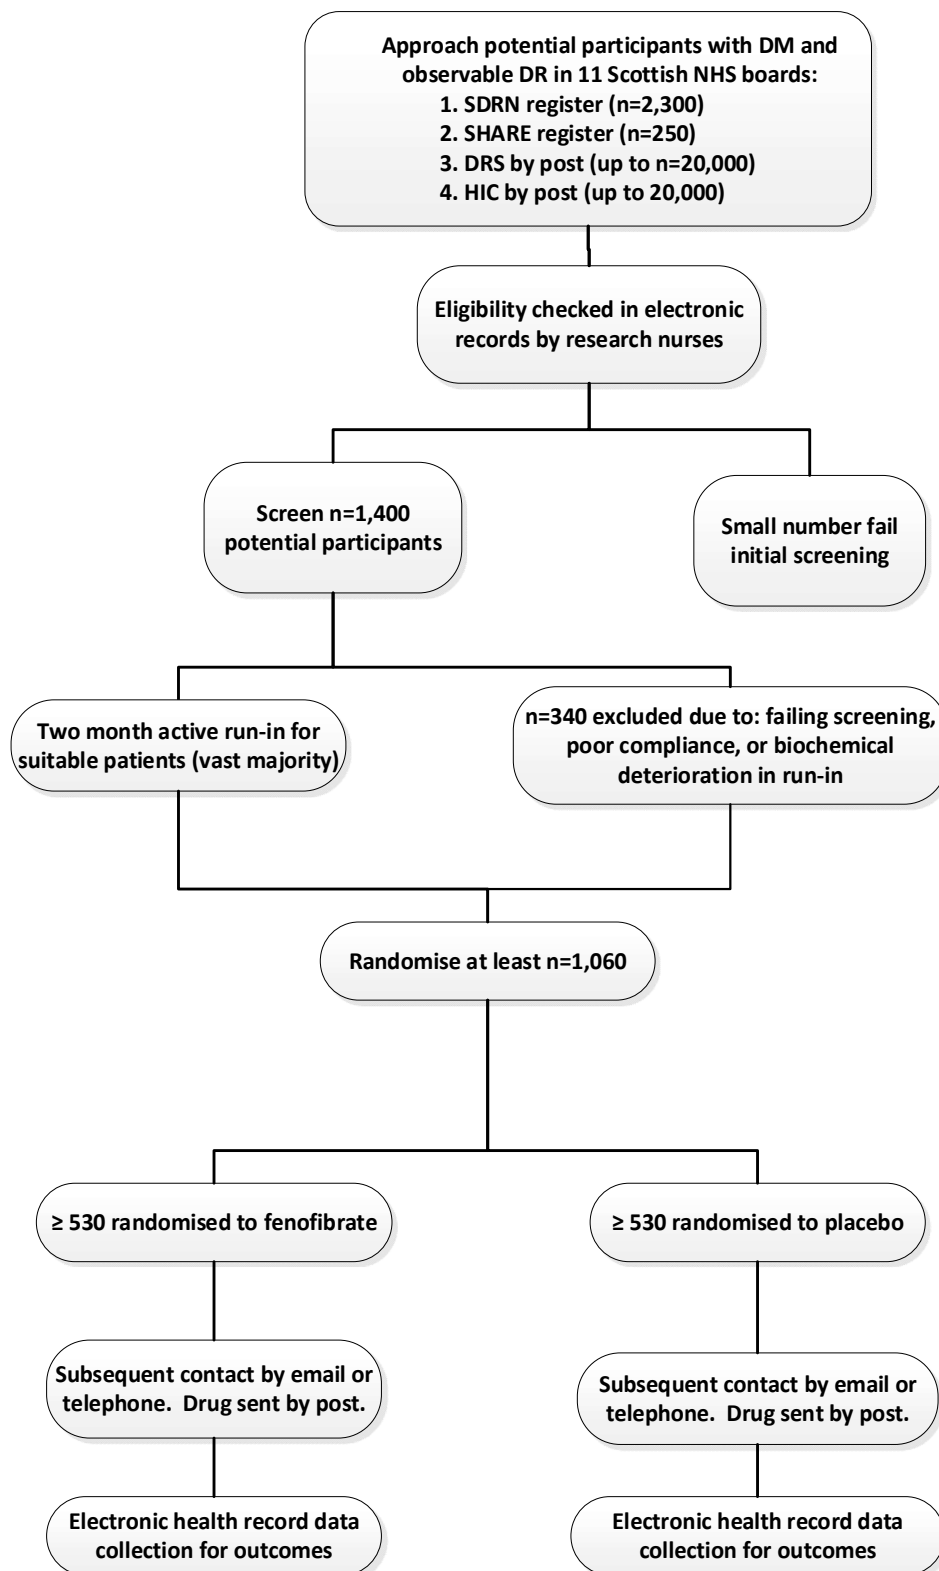 Approach potential participants with DM and
observable DR in 11 Scottish NHS boards:
1. SDRN register (n=2,300)
2. SHARE register (n=250)
3. DRS by post (up to n=20,000)
4. HIC by post (up to 20,000)
Eligibility checked in electronic
records by research nurses
Screen n=1,400
potential participants
Small number fail
initial screening
Two month active run-in for
suitable patients (vast majority)
n=340 excluded due to: failing screening,
poor compliance, or biochemical
deterioration in run-in
Randomise at least n=1,060
≥ 530 randomised to fenofibrate
≥ 530 randomised to placebo
Subsequent contact by email or
telephone.  Drug sent by post.
Subsequent contact by email or
telephone.  Drug sent by post.
Electronic health record data
collection for outcomes
Electronic health record data
collection for outcomes